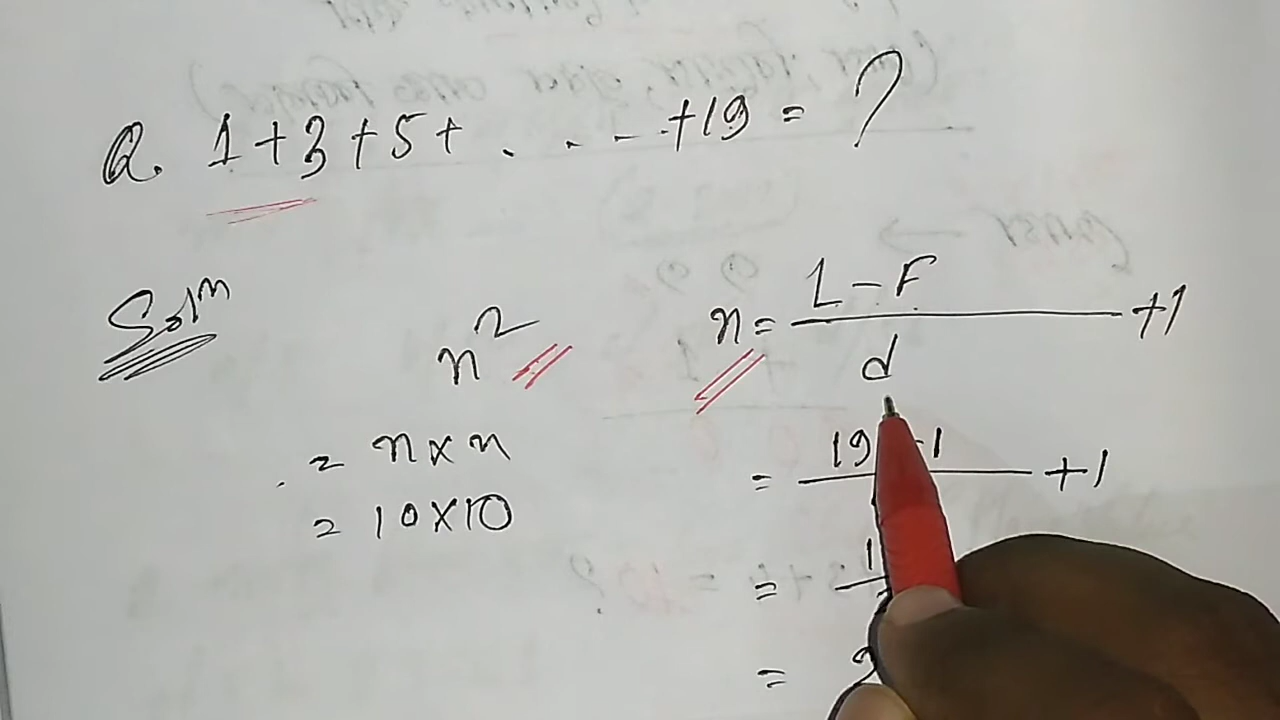 Q. 1+3+5+ . . . - +19 = ?
Soln
n² n = L-F / d +1
= n×n
= 10×10
= 19-1 / +1
=
=